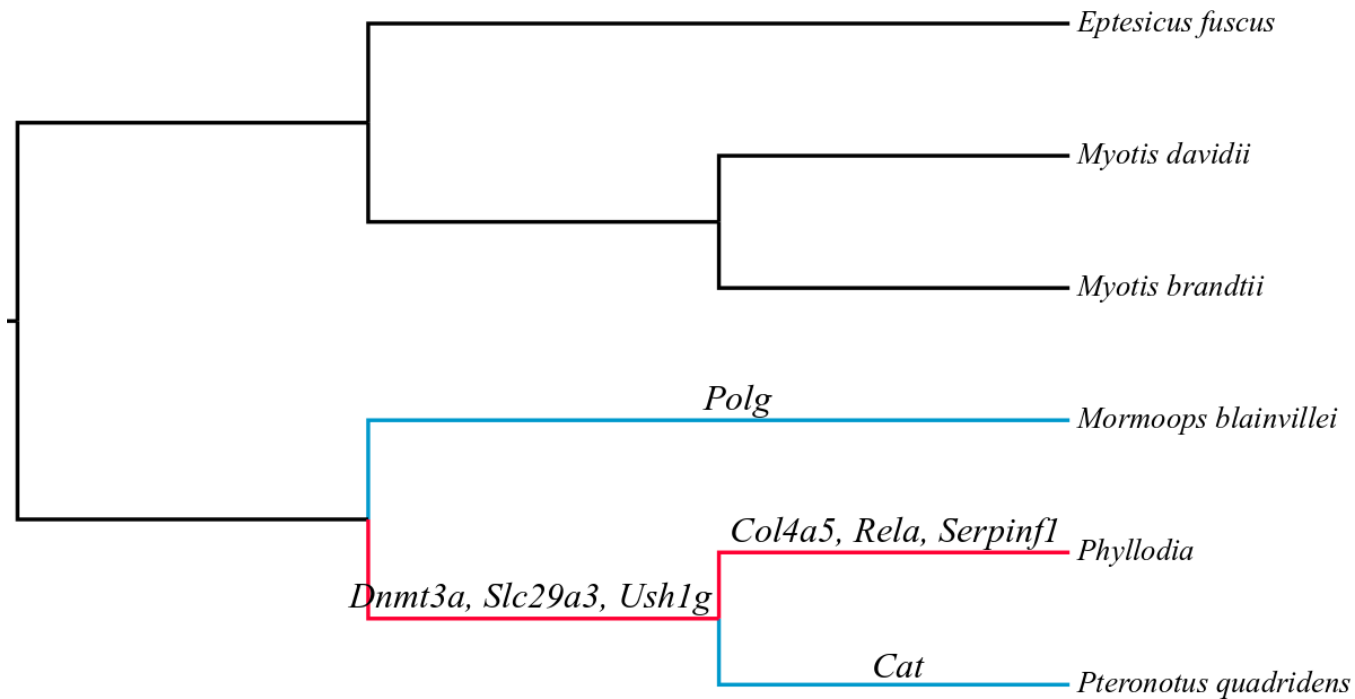 Eptesicus fuscus
Myotis davidii
Myotis brandtii
Polg
Mormoops blainvillei
Col4a5, Rela, Serpinf1
Phyllodia
Dnmt3a, Slc29a3, Ush1g
Cat
Pteronotus quadridens